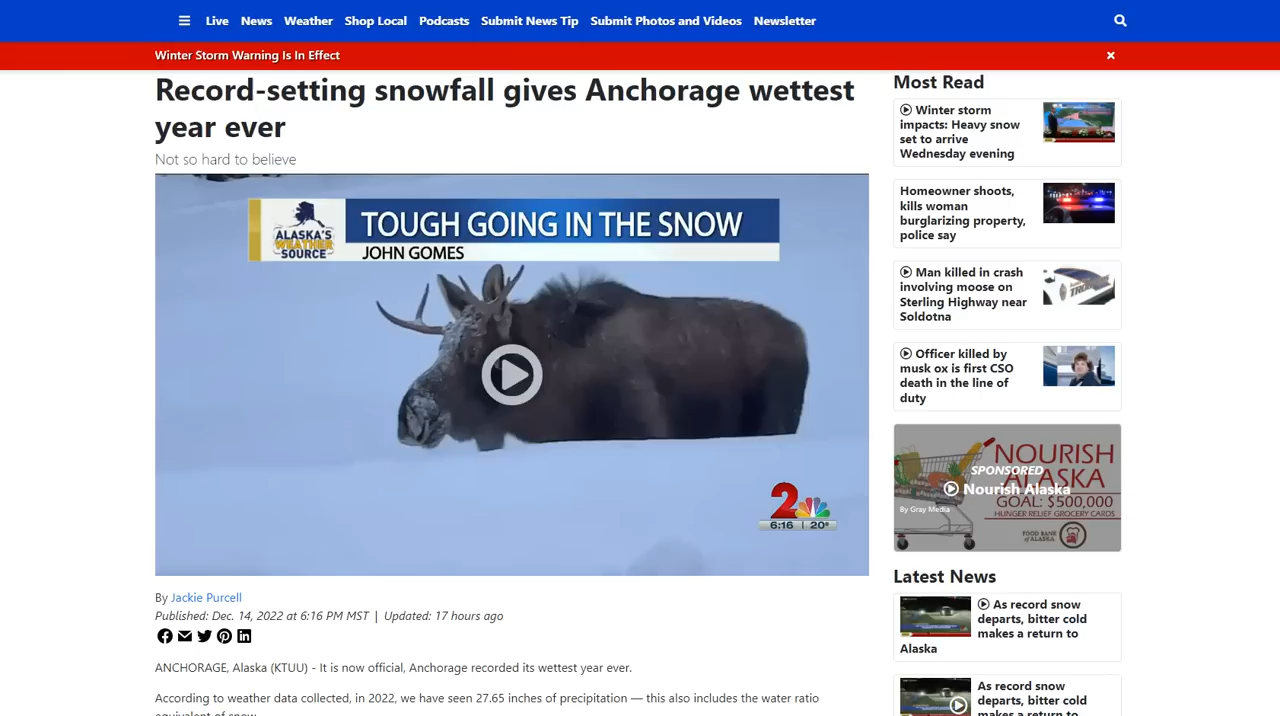 Live News Weather Shop Local Podcasts Submit News Tip Submit Photos and Videos Newsletter
Winter Storm Warning Is In Effect
Record-setting snowfall gives Anchorage wettest
year ever
Not so hard to believe
ALASKA'S
WEATHER
SOURCE
TOUGH GOING IN THE SNOW
JOHN GOMES
2
6:16 | 20°
By Jackie Purcell
Published: Dec. 14, 2022 at 6:16 PM MST | Updated: 17 hours ago
ANCHORAGE, Alaska (KTUU) - It is now official, Anchorage recorded its wettest year ever.
According to weather data collected, in 2022, we have seen 27.65 inches of precipitation — this also includes the water ratio
equivalent of snow.
Most Read
Winter storm
impacts: Heavy snow
set to arrive
Wednesday evening
Homeowner shoots,
kills woman
burglarizing property,
police say
Man killed in crash
involving moose on
Sterling Highway near
Soldotna
Officer killed by
musk ox is first CSO
death in the line of
duty
NOURISH
ALASKA
SPONSORED
Nourish Alaska
GOAL: $500,000
By Gray Media
HUNGER RELIEF GROCERY CARDS
FOOD BANK
of ALASKA
Latest News
As record snow
departs, bitter cold
makes a return to
Alaska
As record snow
departs, bitter cold
makes a return to